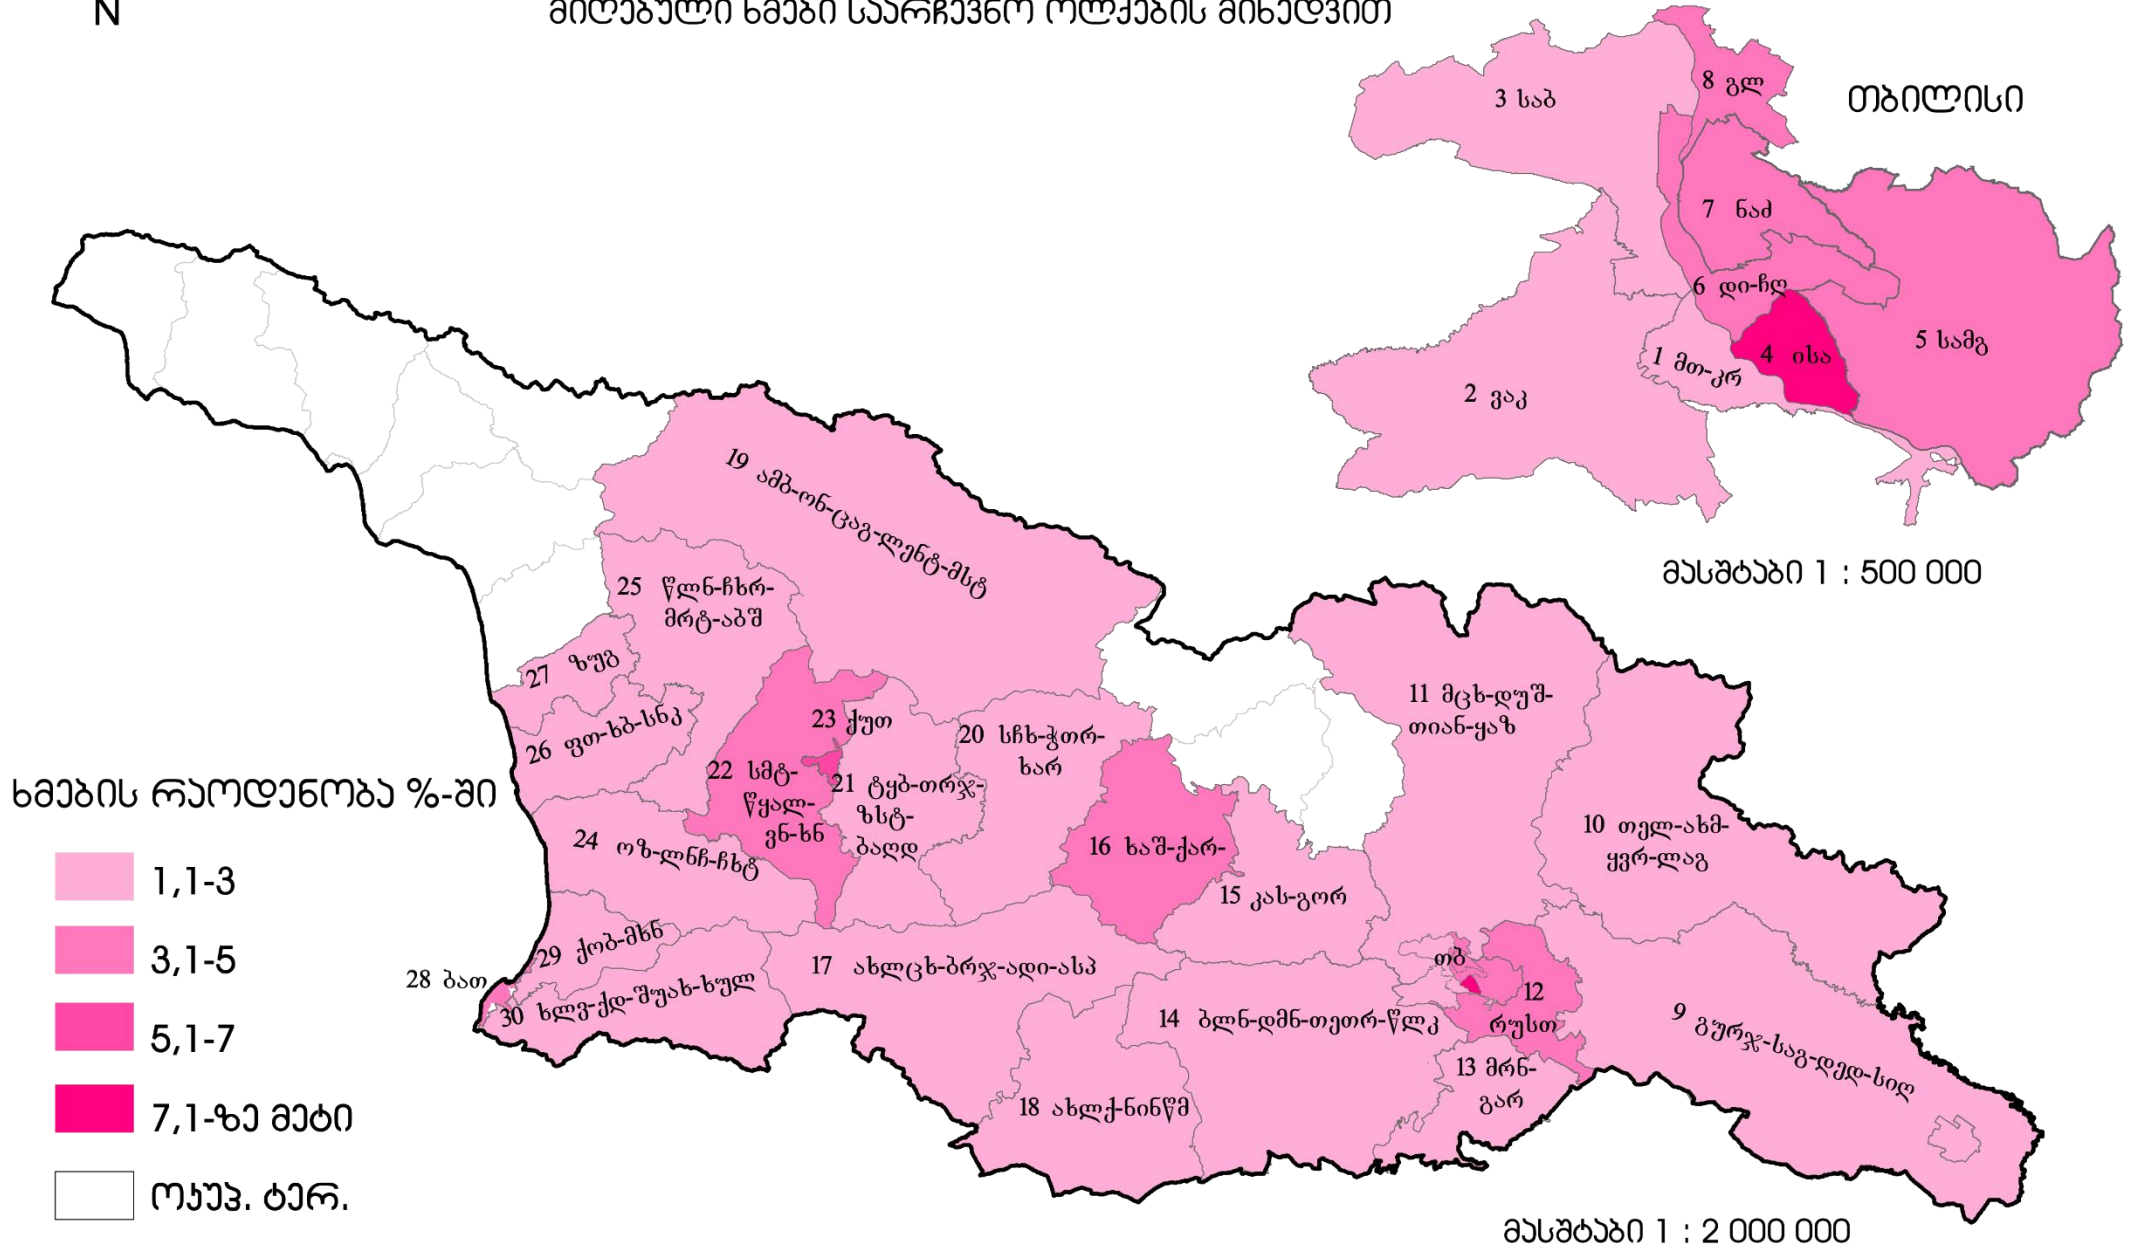 N
მიღებული ხმები საარჩევნო ოლქების მიხედვით
თბილისი
3 საბ
8 გლ
7 ნაძ
6 დი-ჩღ
5 სამგ
4 ისა
1 მთ-კრ
2 ვაკ
მასშტაბი 1 : 500 000
19 ამბ-ონ-ცაგ-ლენტ-მსტ
25 წლნ-ჩხრ-
მრტ-აბშ
27 ზუგ
26 ფთ-ხბ-სნკ
23 ქუთ
20 სჩხ-ჭთრ-
ხარ
22 სმტ-
წყალ-
ვნ-ხნ
21 ტყბ-თრჯ-
ზსტ-
ბაღდ
24 ოზ-ლნჩ-ჩხტ
16 ხაშ-ქარ-
15 კას-გორ
11 მცხ-დუშ-
თიან-ყაზ
10 თელ-ახმ-
ყვრ-ლაგ
29 ქობ-მხნ
28 ბათ
30 ხლვ-ქდ-შუახ-ხულ
17 ახლცხ-ბრჯ-ადი-ასპ
თბ
12
რუსთ
14 ბლნ-დმნ-თეთრ-წლკ
9 გურჯ-საგ-დედ-სიღ
13 მრნ-
გარ
18 ახლქ-ნინწმ
ხმების რაოდენობა %-ში
1,1-3
3,1-5
5,1-7
7,1-ზე მეტი
ოკუპ. ტერ.
მასშტაბი 1 : 2 000 000